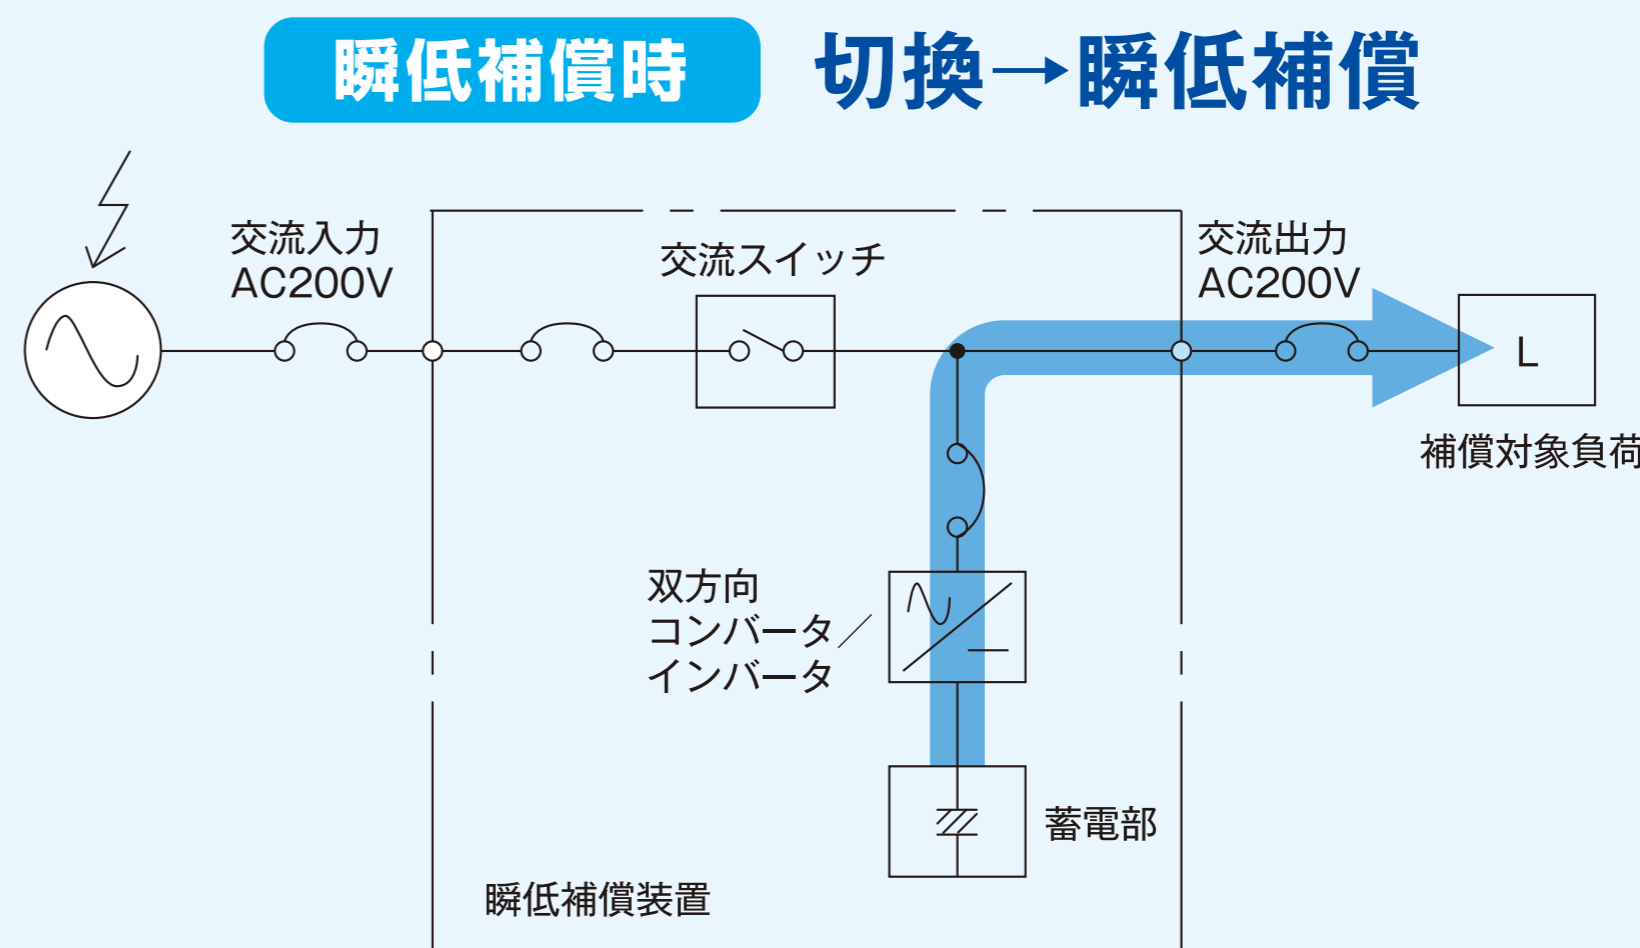 瞬低補償時
切換→瞬低補償
交流入力
AC200V
交流スイッチ
交流出力
AC200V
L
補償対象負荷
双方向
コンバータ／
インバータ
蓄電部
瞬低補償装置